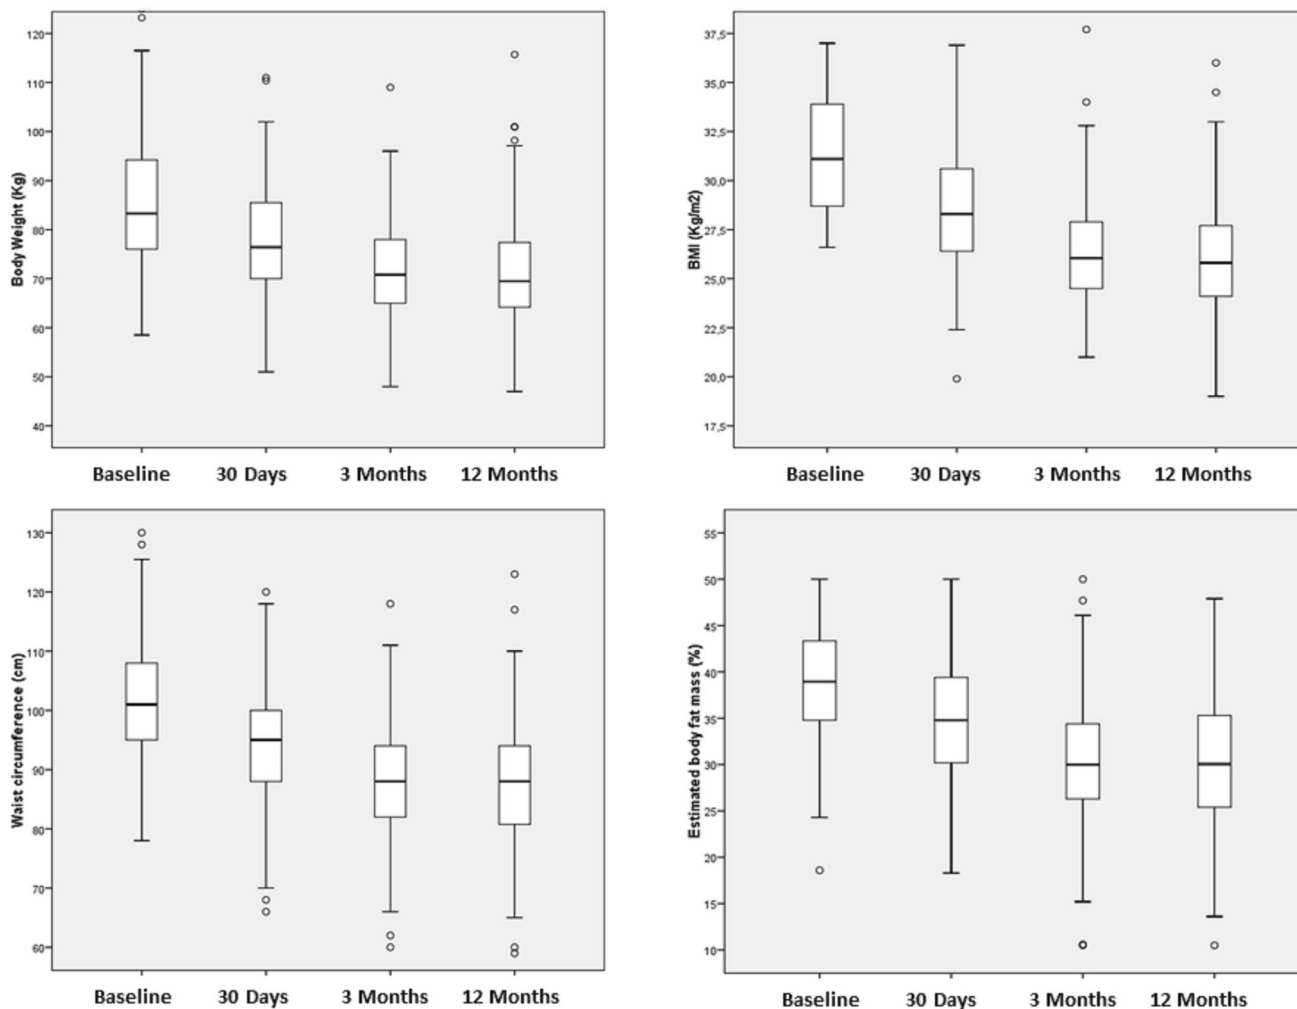 Body Weight (Kg)
120
110
100
90
80
70
60
50
40
Baseline
30 Days
3 Months
12 Months
BMI (Kg/m2)
37,5
35,0
32,5
30,0
27,5
25,0
22,5
20,0
17,5
Baseline
30 Days
3 Months
12 Months
Waist circumference (cm)
130
120
110
100
90
80
70
60
Baseline
30 Days
3 Months
12 Months
Estimated body fat mass (%)
55
50
45
40
35
30
25
20
15
10
Baseline
30 Days
3 Months
12 Months